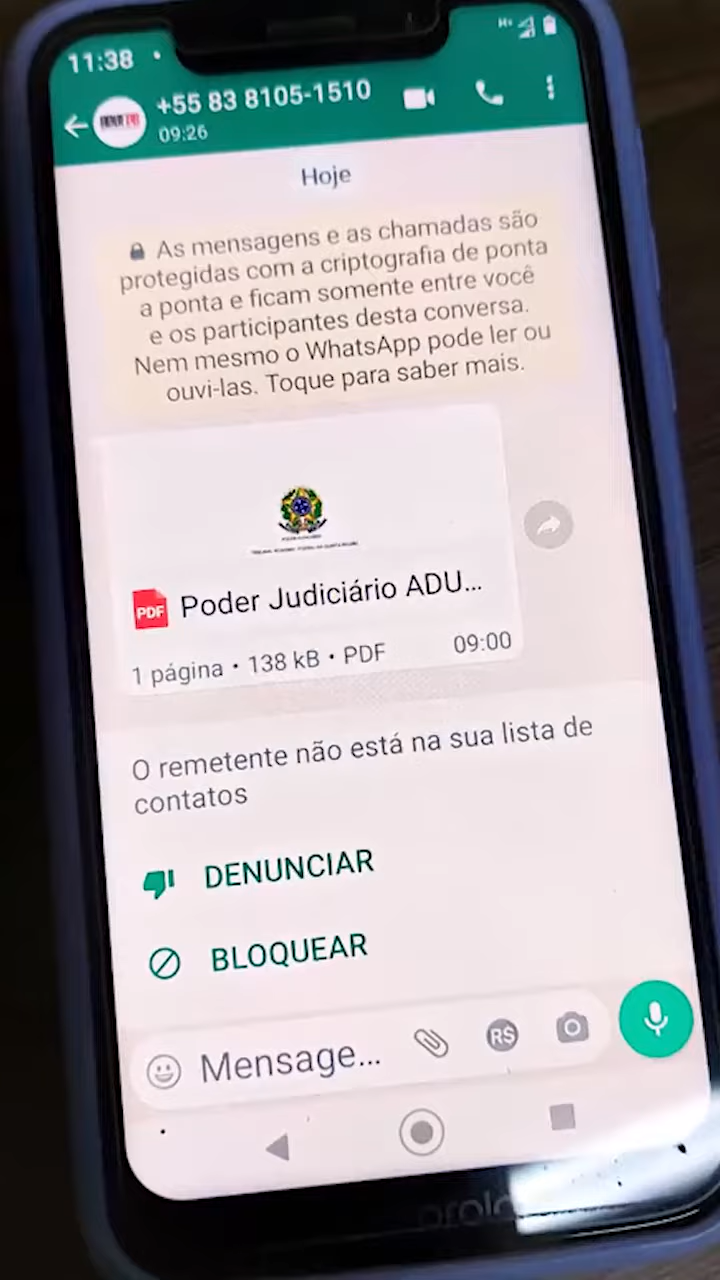 11:38
+55 83 8105-1510
09:26
Hoje
As mensagens e as chamadas são
protegidas com a criptografia de ponta
a ponta e ficam somente entre você
e os participantes desta conversa.
Nem mesmo o WhatsApp pode ler ou
ouvi-las. Toque para saber mais.
PODER JUDICIÁRIO
PDF Poder Judiciário ADU...
1 página • 138 kB • PDF 09:00
O remetente não está na sua lista de
contatos
DENUNCIAR
BLOQUEAR
Mensage... R$